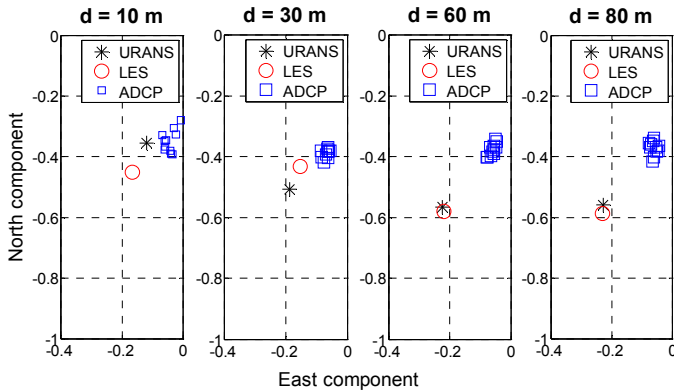 d = 10 m d = 30 m d = 60 m d = 80 m
0 0 0 0
URANS URANS URANS URANS
LES LES LES LES
ADCP ADCP ADCP ADCP
-0.2 -0.2 -0.2 -0.2
-0.4 -0.4 -0.4 -0.4
-0.6 -0.6 -0.6 -0.6
-0.8 -0.8 -0.8 -0.8
-1 -1 -1 -1
-0.4 -0.2 0 -0.4 -0.2 0 -0.4 -0.2 0 -0.4 -0.2 0
North component
East component